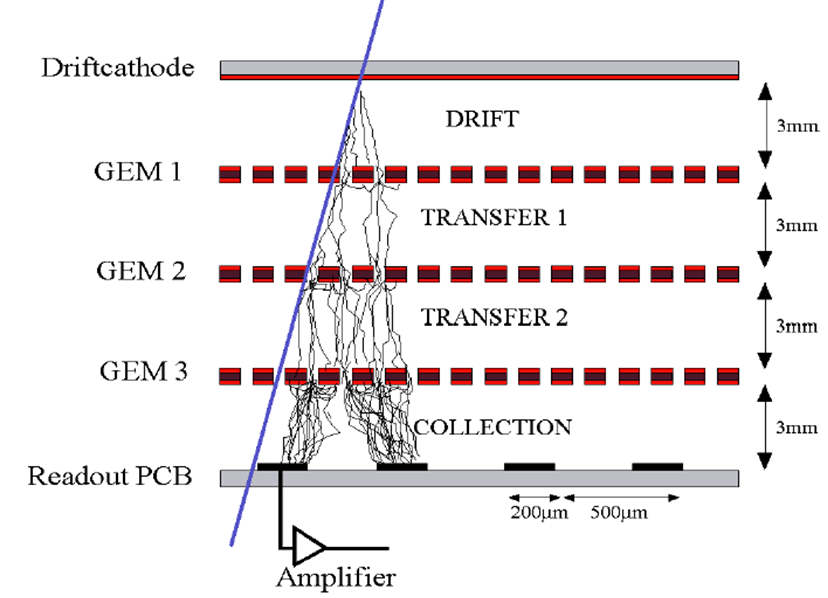 Driftcathode
DRIFT
3mm
GEM 1
TRANSFER 1
3mm
GEM 2
TRANSFER 2
3mm
GEM 3
COLLECTION
3mm
Readout PCB
200µm
500µm
Amplifier